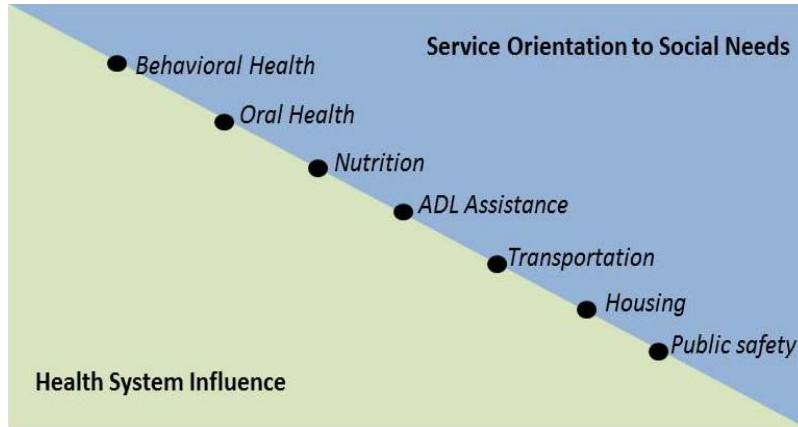 Service Orientation to Social Needs
Behavioral Health
Oral Health
Nutrition
ADL Assistance
Transportation
Housing
Public safety
Health System Influence